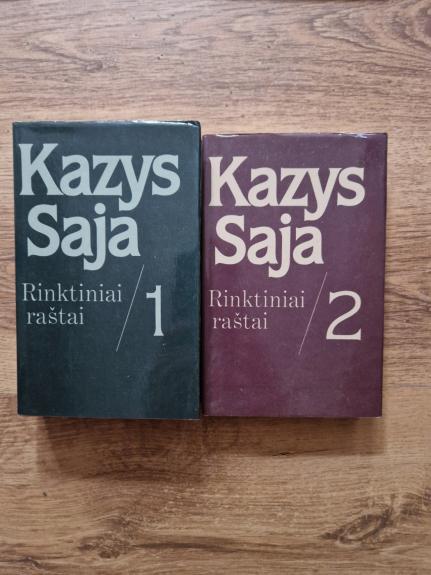 Kazys
Saja
Rinktiniai
raštai
/1
Kazys
Saja
Rinktiniai
raštai
/2